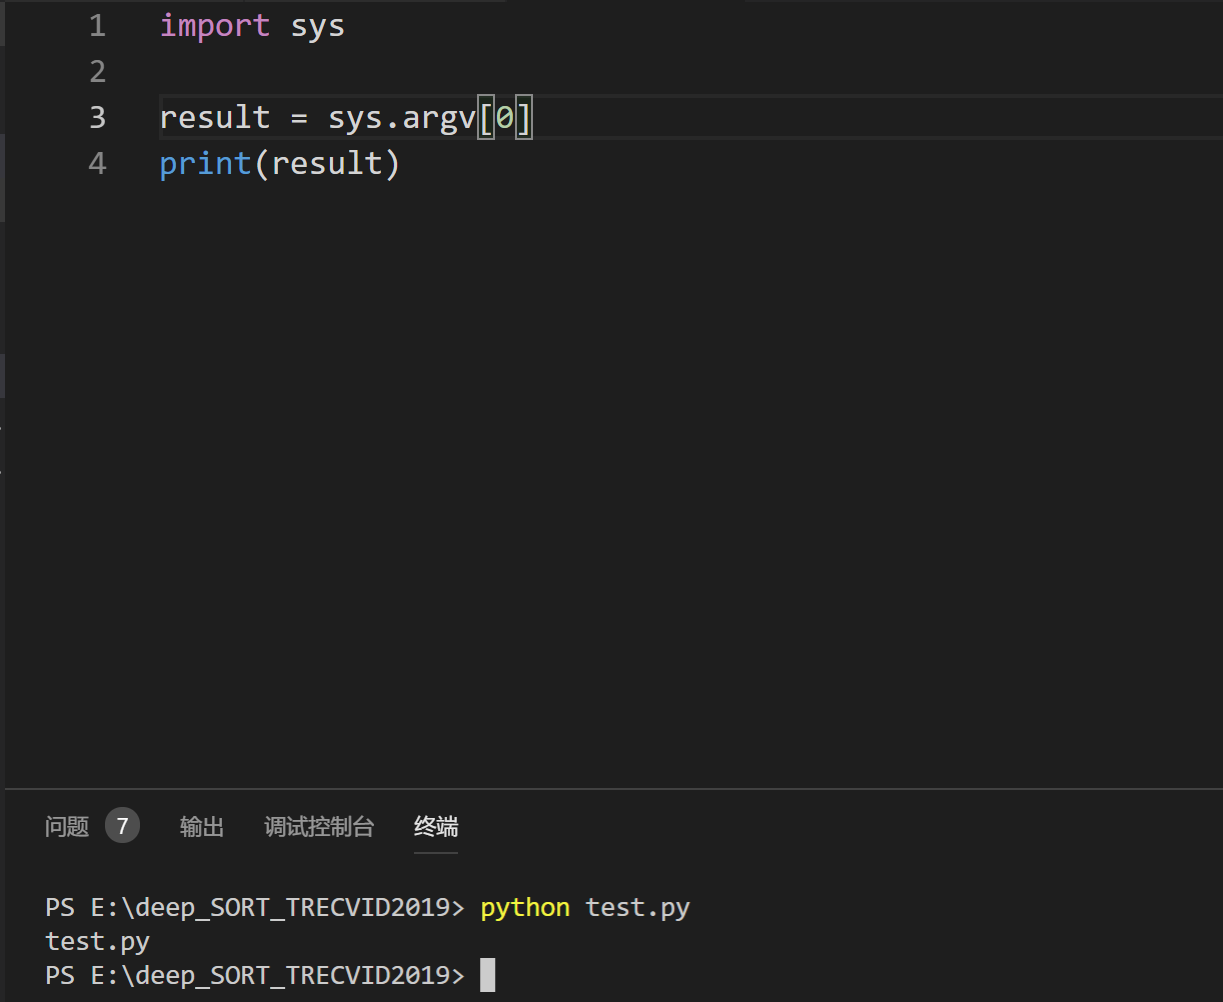 1 import sys
2
3 result = sys.argv[0]
4 print(result)
问题 7 输出 调试控制台 终端
PS E:\deep_SORT_TRECVID2019> python test.py
test.py
PS E:\deep_SORT_TRECVID2019>